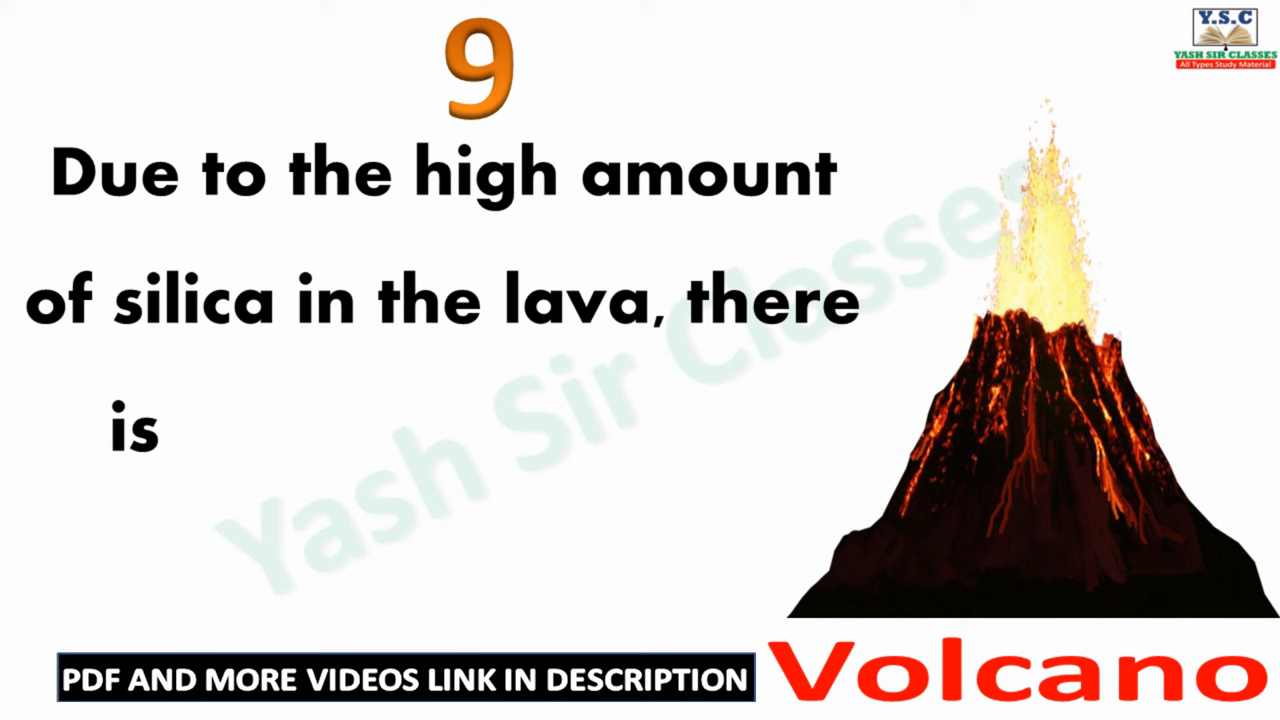 9
Y.S.C
YASH SIR CLASSES
All Types Study Material
Due to the high amount
of silica in the lava, there
is
Yash Sir Classes
PDF AND MORE VIDEOS LINK IN DESCRIPTION
Volcano